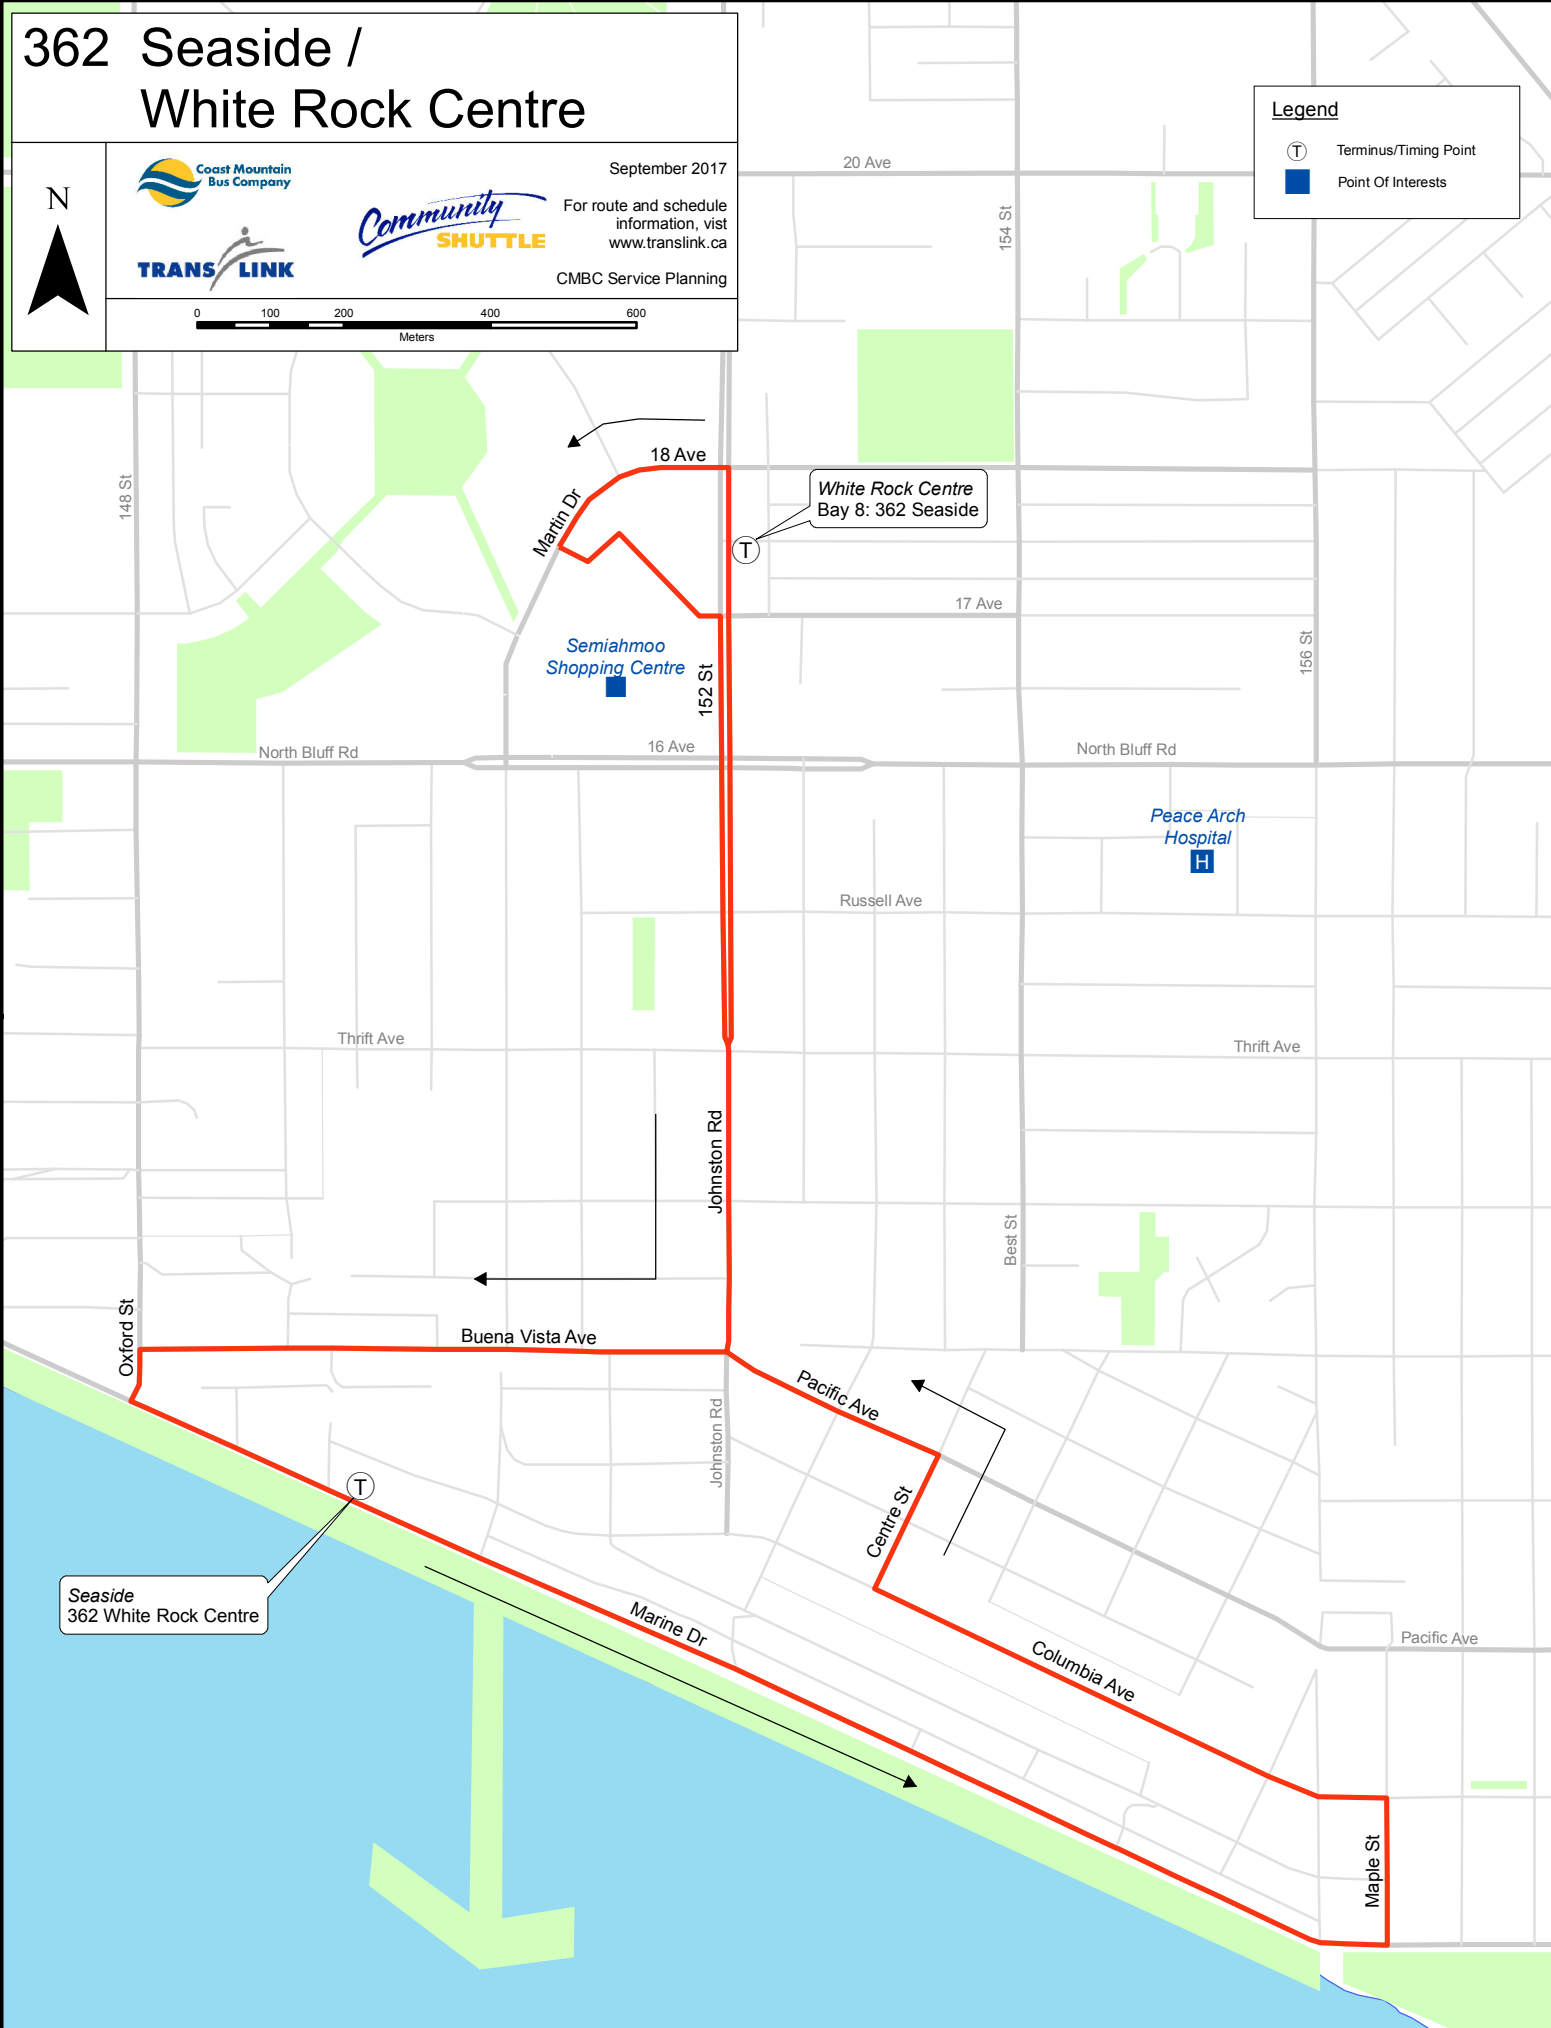 362 Seaside /
White Rock Centre
N
Coast Mountain
Bus Company
TRANS LINK
Community
SHUTTLE
September 2017
For route and schedule
information, vist
www.translink.ca
CMBC Service Planning
0 100 200 400 600
Meters
Legend
T Terminus/Timing Point
Point Of Interests
20 Ave
154 St
148 St
18 Ave
Martin Dr
White Rock Centre
Bay 8: 362 Seaside
T
17 Ave
156 St
Semiahmoo
Shopping Centre
152 St
North Bluff Rd
16 Ave
North Bluff Rd
Peace Arch
Hospital
H
Russell Ave
Thrift Ave
Thrift Ave
Johnston Rd
Best St
Oxford St
Buena Vista Ave
Pacific Ave
Johnston Rd
T
Centre St
Seaside
362 White Rock Centre
Marine Dr
Columbia Ave
Pacific Ave
Maple St